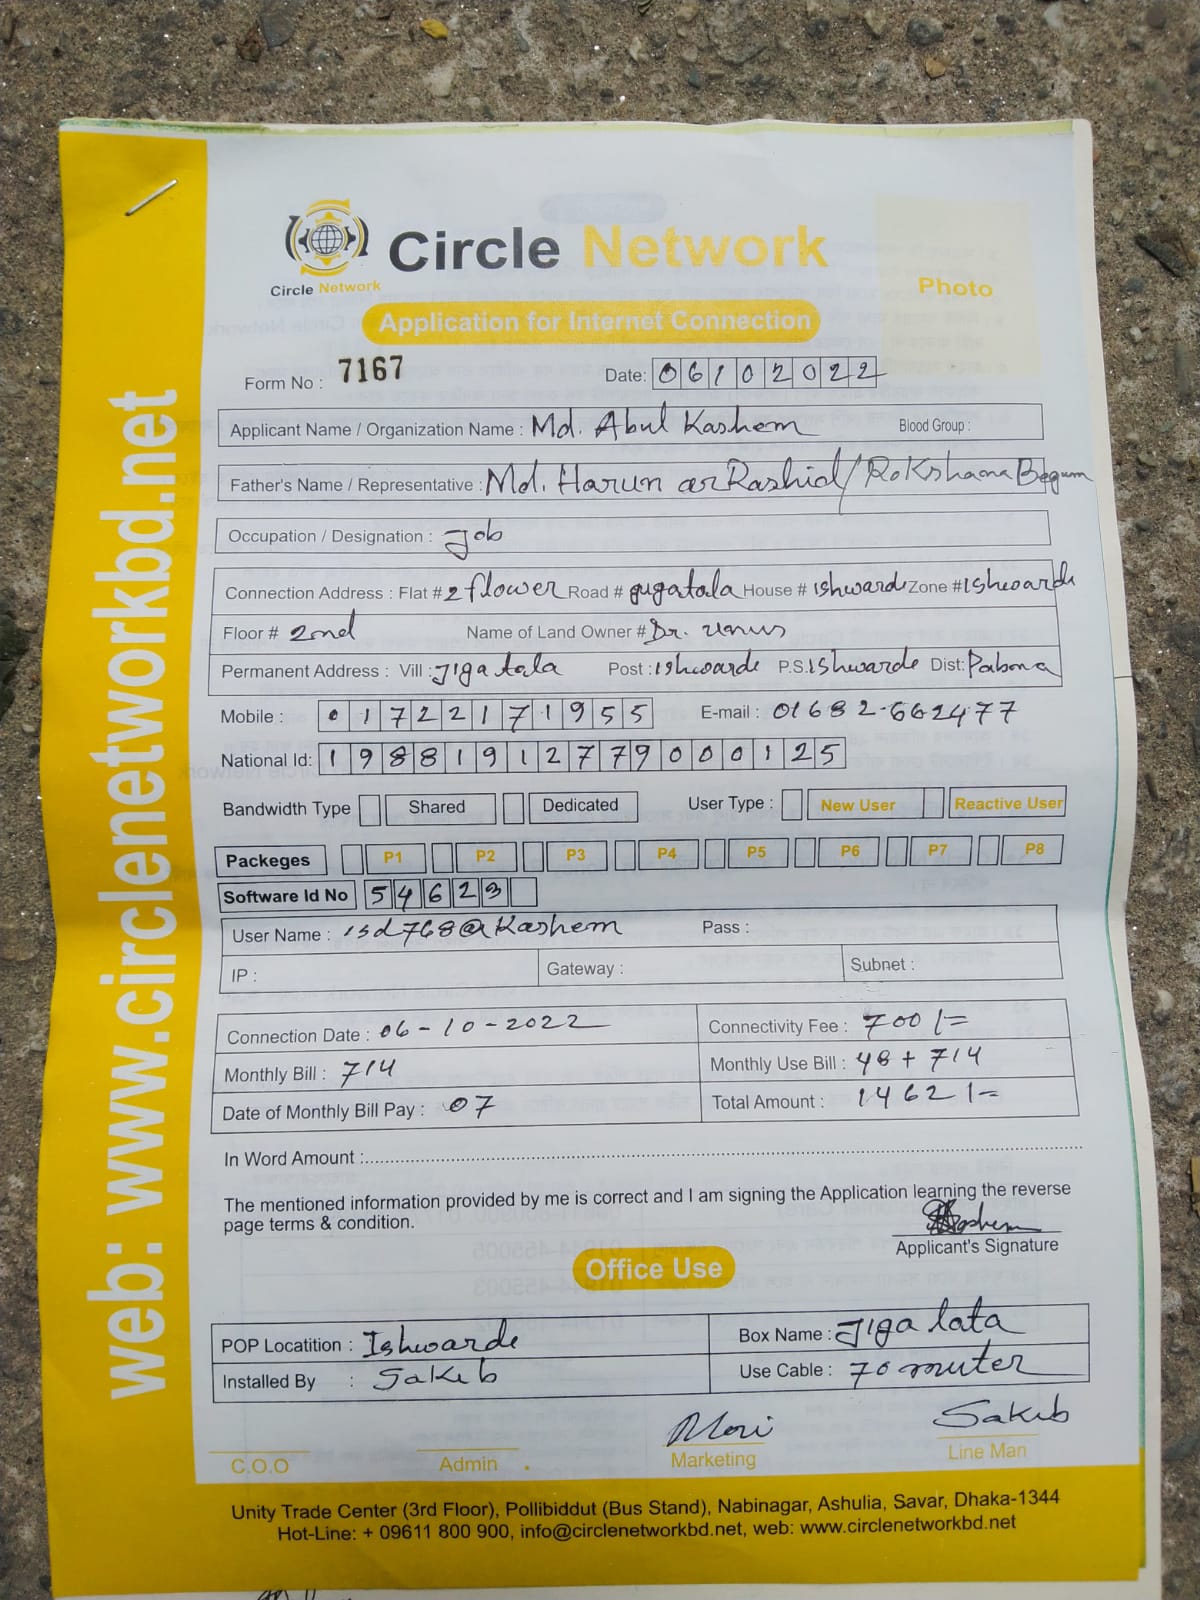 web: www.circlenetworkbd.net
Circle Network
Circle Network
Photo
Application for Internet Connection
Form No : 7167 Date: 06102022
Applicant Name / Organization Name : Md. Abul Kashem Blood Group :
Father's Name / Representative : Md. Harun ar Rashid / Rokshana Begum
Occupation / Designation : Job
Connection Address : Flat # 2 flower Road # gugatala House # ishwarde Zone # Ishwarde
Floor # 2nd Name of Land Owner # Dr. Unus
Permanent Address : Vill : Jigatala Post : ishwarde P.S. Ishwarde Dist: Pabna
Mobile : 01722171955 E-mail : 01682-662477
National Id: 19881912779000125
Bandwidth Type Shared Dedicated User Type : New User Reactive User
Packeges P1 P2 P3 P4 P5 P6 P7 P8
Software Id No 54623
User Name : isd768@Kashem Pass :
IP : Gateway : Subnet :
Connection Date : 06-10-2022 Connectivity Fee : 700/=
Monthly Bill : 714 Monthly Use Bill : 48 + 714
Date of Monthly Bill Pay : 07 Total Amount : 1462/=
In Word Amount :
The mentioned information provided by me is correct and I am signing the Application learning the reverse
page terms & condition.
Kashem
Applicant's Signature
Office Use
POP Locatition : Ishwarde Box Name : Jiga lata
Installed By : Sakib Use Cable : 70 muter
Sakib
C.O.O Admin Marketing Line Man
Unity Trade Center (3rd Floor), Pollibiddut (Bus Stand), Nabinagar, Ashulia, Savar, Dhaka-1344
Hot-Line: + 09611 800 900, info@circlenetworkbd.net, web: www.circlenetworkbd.net